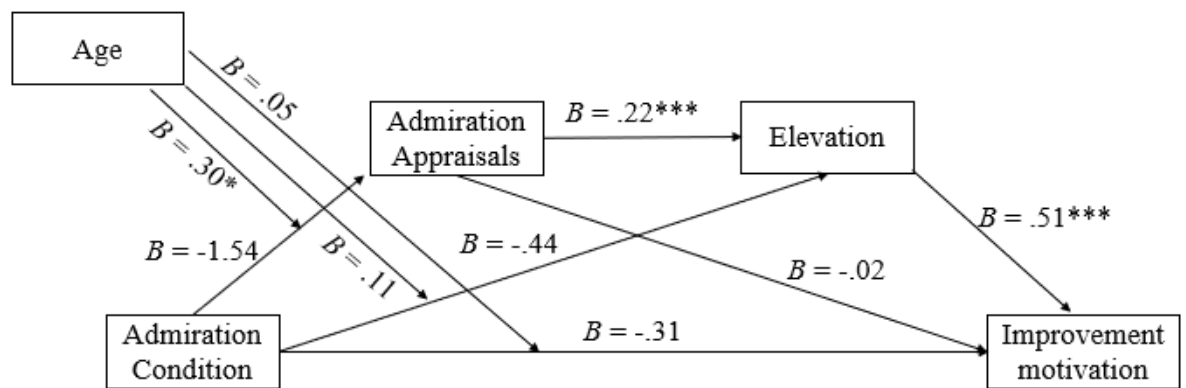 Age
B = .05
B = .30*
B = .11
Admiration
Appraisals
B = .22***
Elevation
B = -1.54
B = -.44
B = .51***
B = -.02
Admiration
Condition
B = -.31
Improvement
motivation